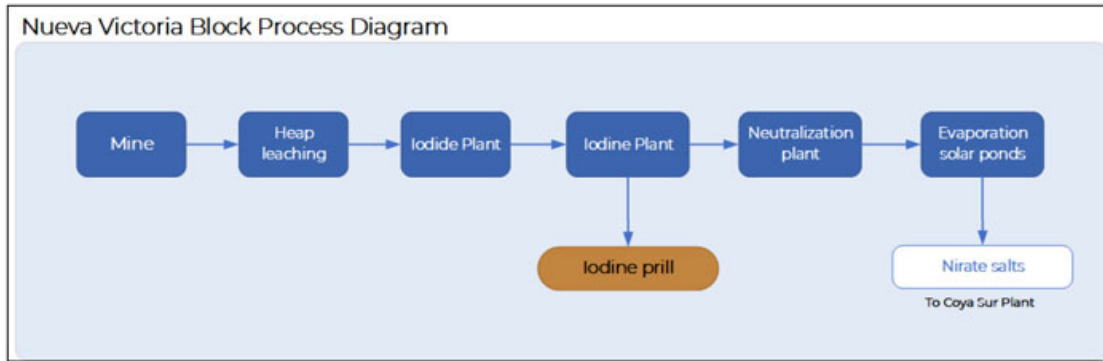 Nueva Victoria Block Process Diagram
Mine
Heap
leaching
Iodide Plant
Iodine Plant
Neutralization
plant
Evaporation
solar ponds
Iodine prill
Nirate salts
To Coya Sur Plant